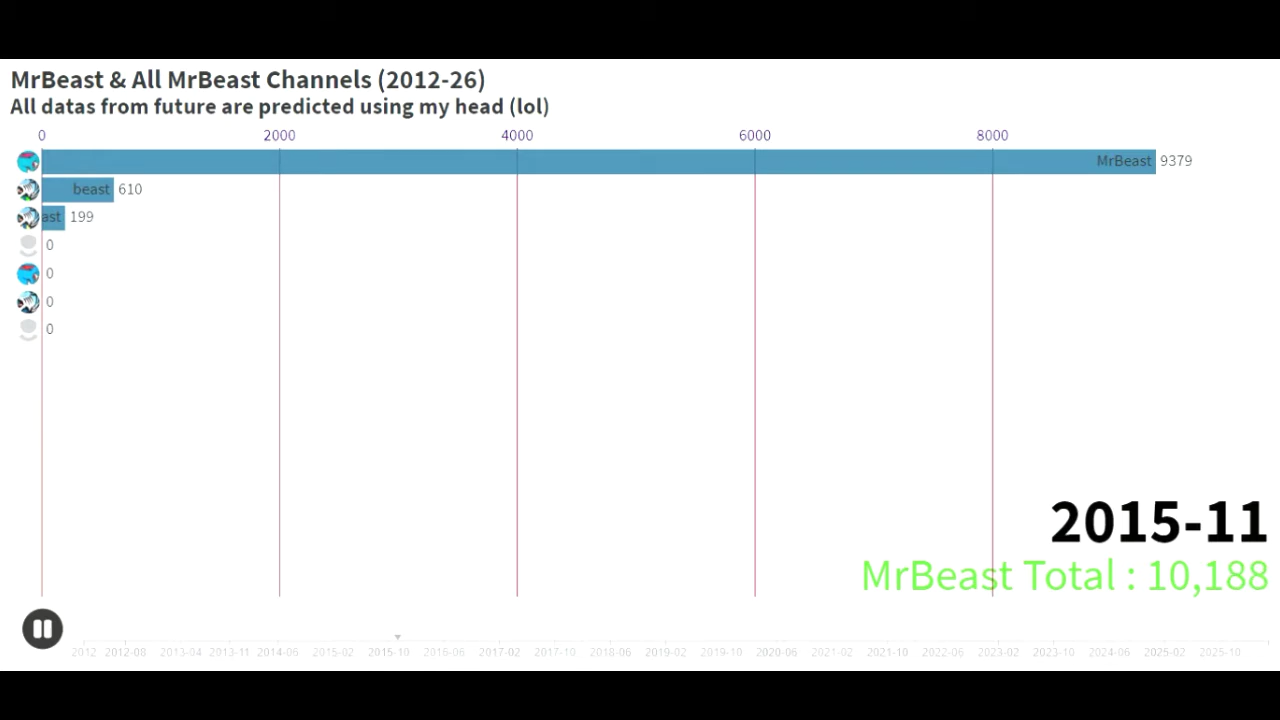 MrBeast & All MrBeast Channels (2012-26)
All datas from future are predicted using my head (lol)
0 2000 4000 6000 8000
MrBeast 9379
beast 610
ast 199
0
0
0
0
2015-11
MrBeast Total : 10,188
2012 2012-08 2013-04 2013-11 2014-06 2015-02 2015-10 2016-06 2017-02 2017-10 2018-06 2019-02 2019-10 2020-06 2021-02 2021-10 2022-06 2023-02 2023-10 2024-06 2025-02 2025-10